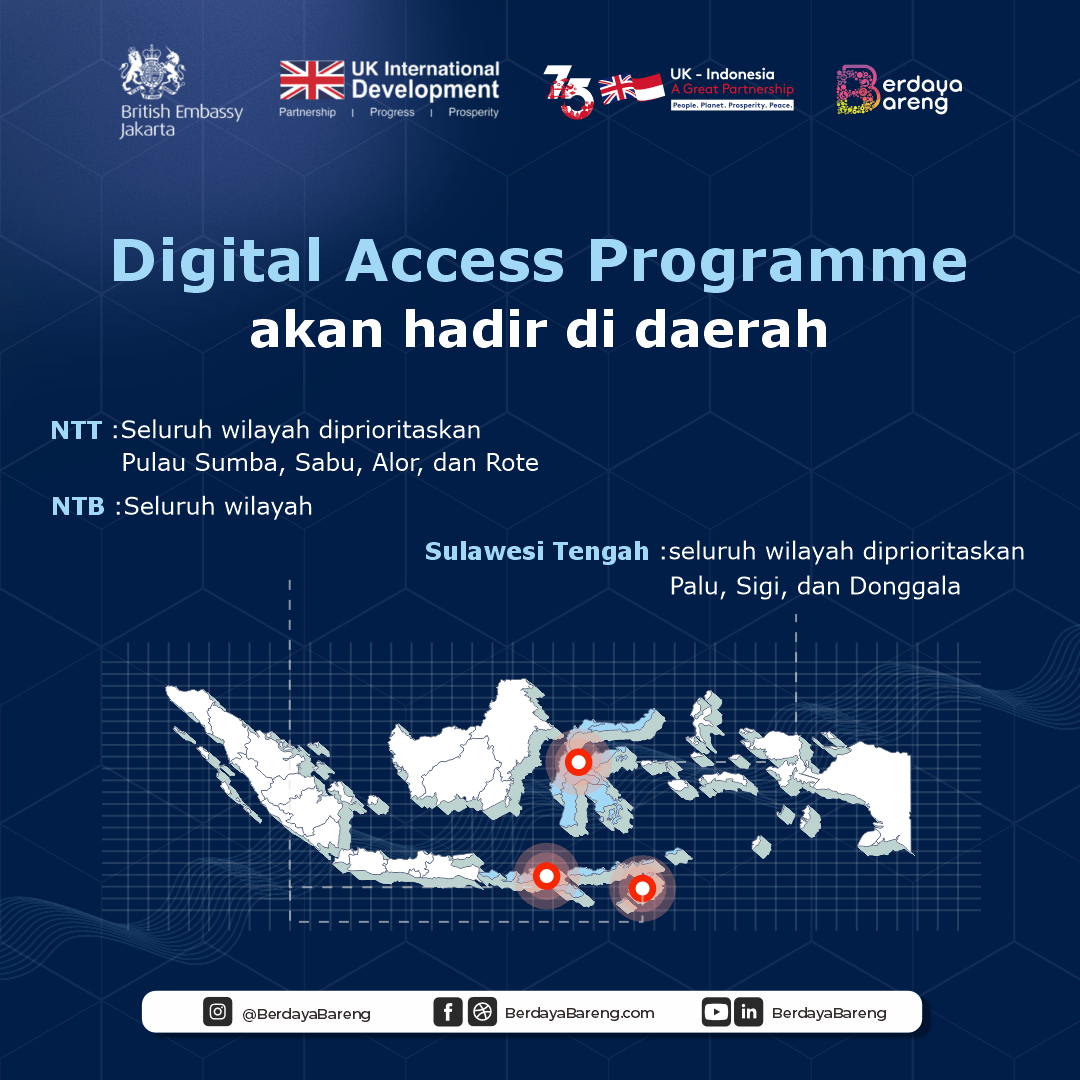 British Embassy
Jakarta
UK International
Development
Partnership | Progress | Prosperity
75
UK - Indonesia
A Great Partnership
People. Planet. Prosperity. Peace.
Berdaya
Bareng
Digital Access Programme
akan hadir di daerah
NTT :Seluruh wilayah diprioritaskan
Pulau Sumba, Sabu, Alor, dan Rote
NTB :Seluruh wilayah
Sulawesi Tengah :seluruh wilayah diprioritaskan
Palu, Sigi, dan Donggala
@BerdayaBareng
BerdayaBareng.com
BerdayaBareng